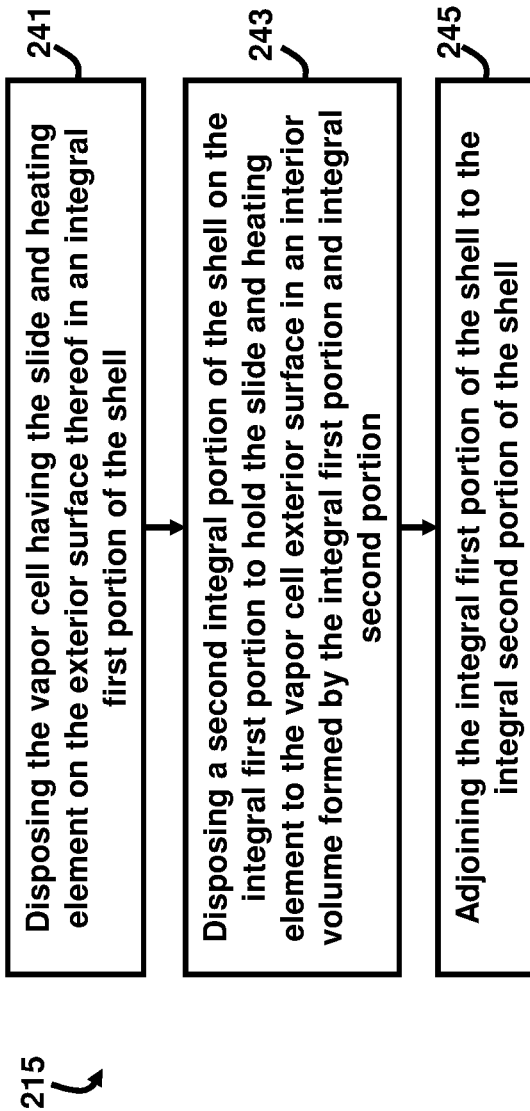 215
Disposing the vapor cell having the slide and heating
element on the exterior surface thereof in an integral
first portion of the shell
241
Disposing a second integral portion of the shell on the
integral first portion to hold the slide and heating
element to the vapor cell exterior surface in an interior
volume formed by the integral first portion and integral
second portion
243
Adjoining the integral first portion of the shell to the
integral second portion of the shell
245